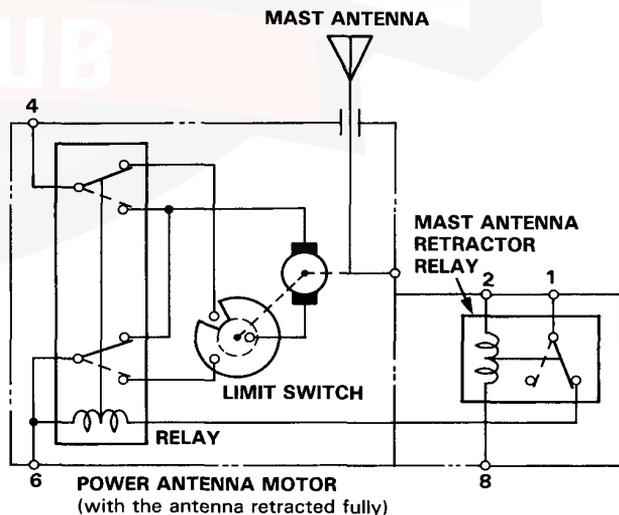 MAST ANTENNA
UB
4
MAST ANTENNA
RETRACTOR
RELAY
2
1
LIMIT SWITCH
RELAY
6
8
POWER ANTENNA MOTOR
(with the antenna retracted fully)